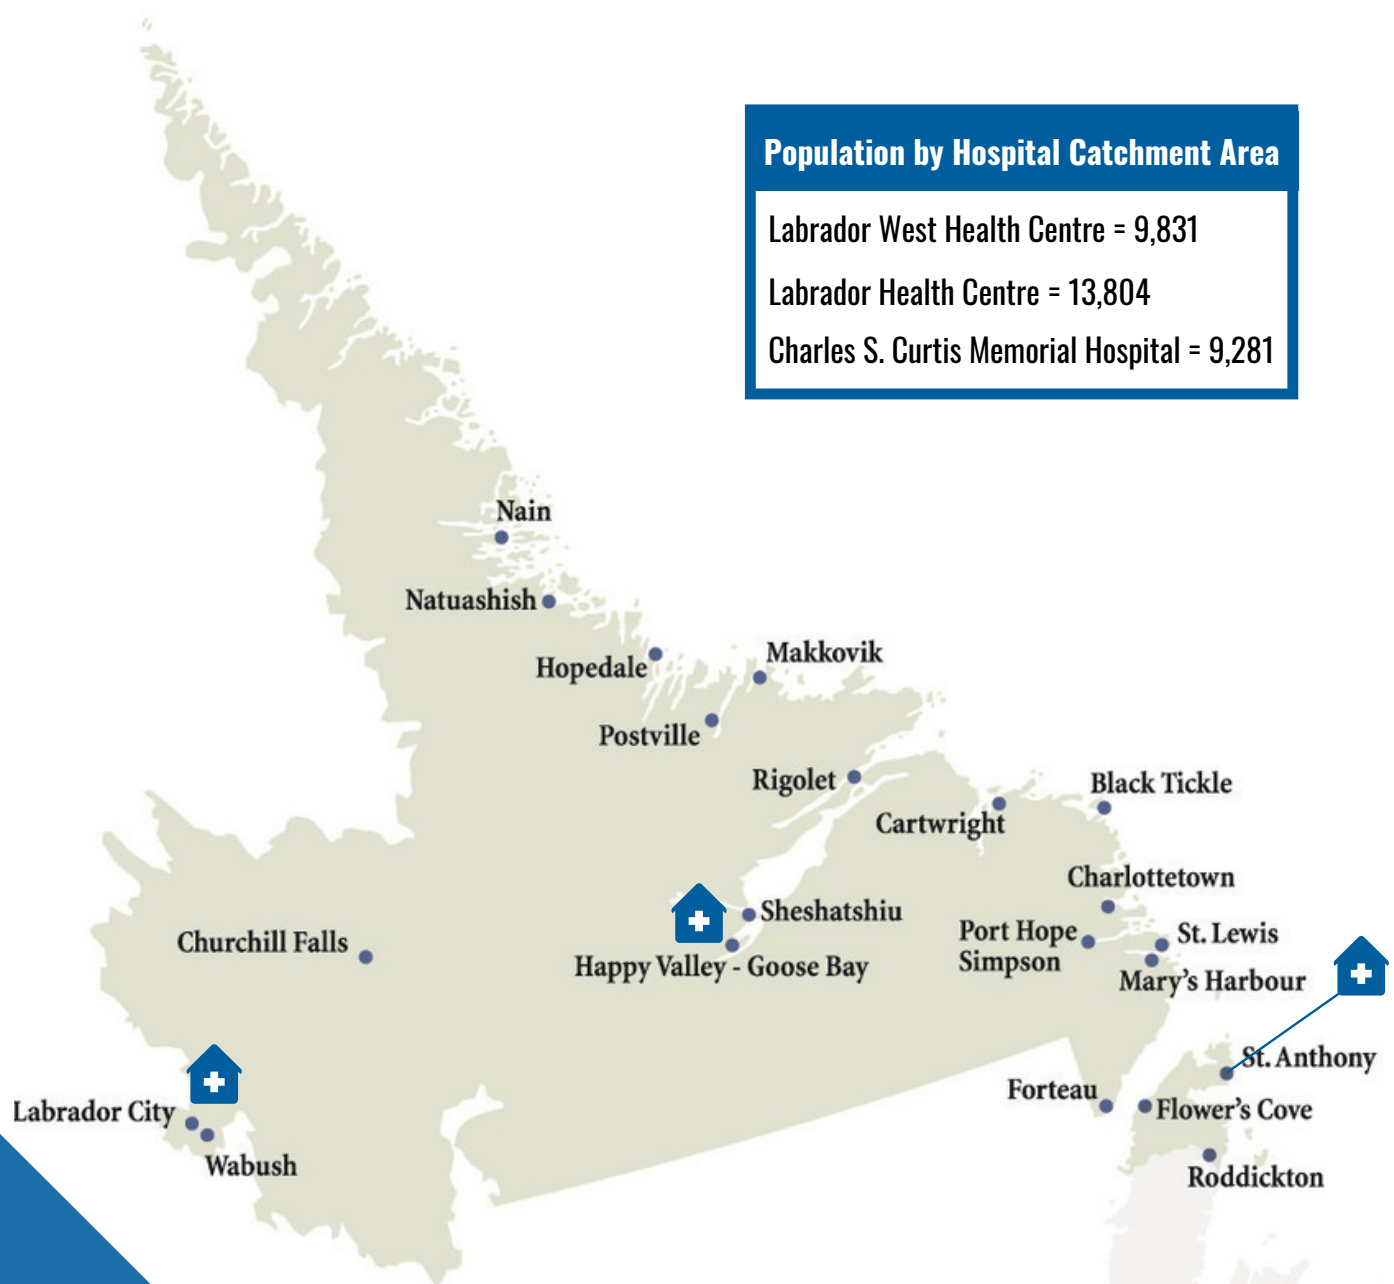 Population by Hospital Catchment Area
Labrador West Health Centre = 9,831
Labrador Health Centre = 13,804
Charles S. Curtis Memorial Hospital = 9,281
Nain
Natuashish
Hopedale
Makkovik
Postville
Rigolet
Cartwright
Black Tickle
Charlottetown
Sheshatshiu
Happy Valley - Goose Bay
Churchill Falls
Port Hope
Simpson
St. Lewis
Mary's Harbour
St. Anthony
Forteau
Flower's Cove
Roddickton
Labrador City
Wabush